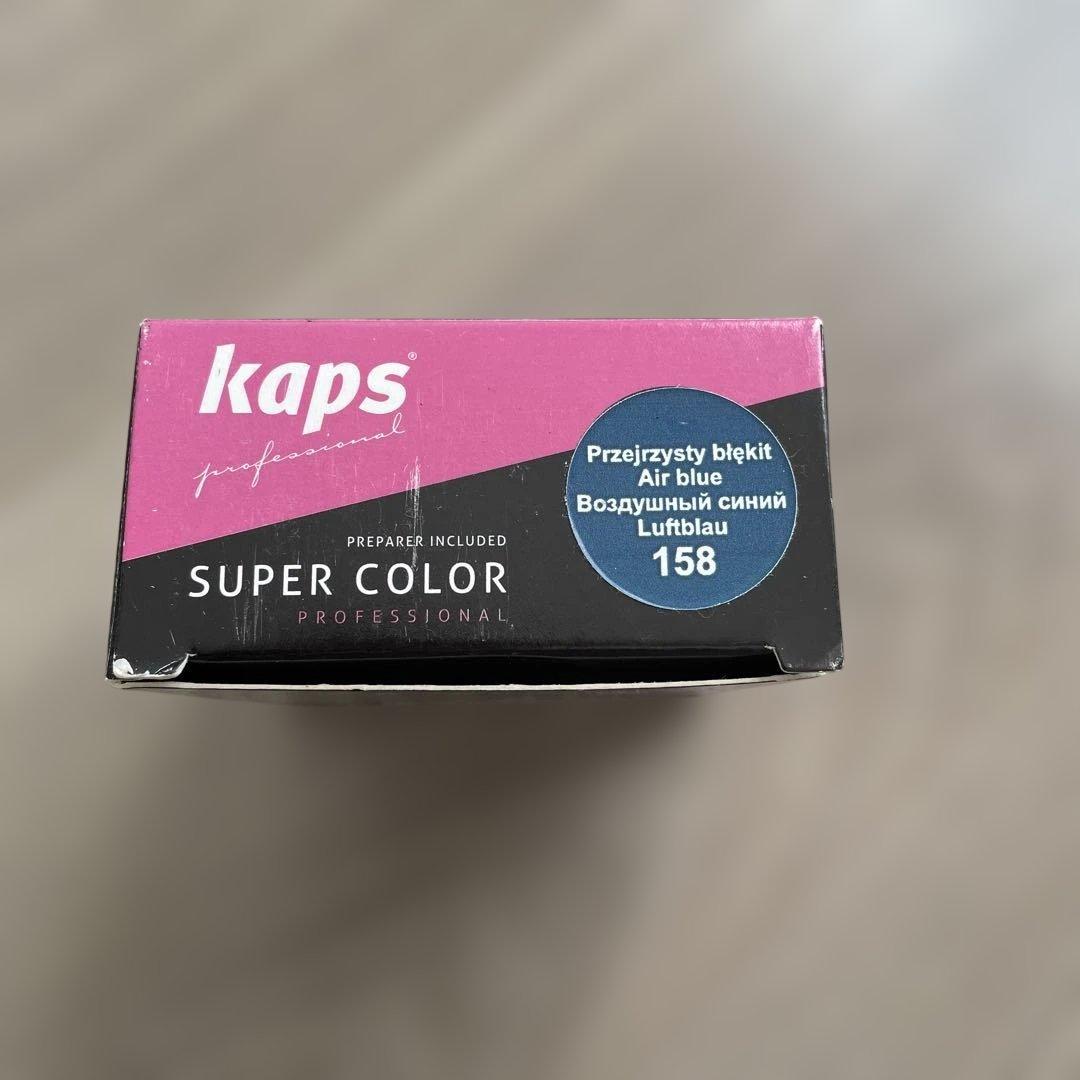 kaps®
professional
PREPARER INCLUDED
SUPER COLOR
PROFESSIONAL
Przejrzysty błękit
Air blue
Воздушный синий
Luftblau
158